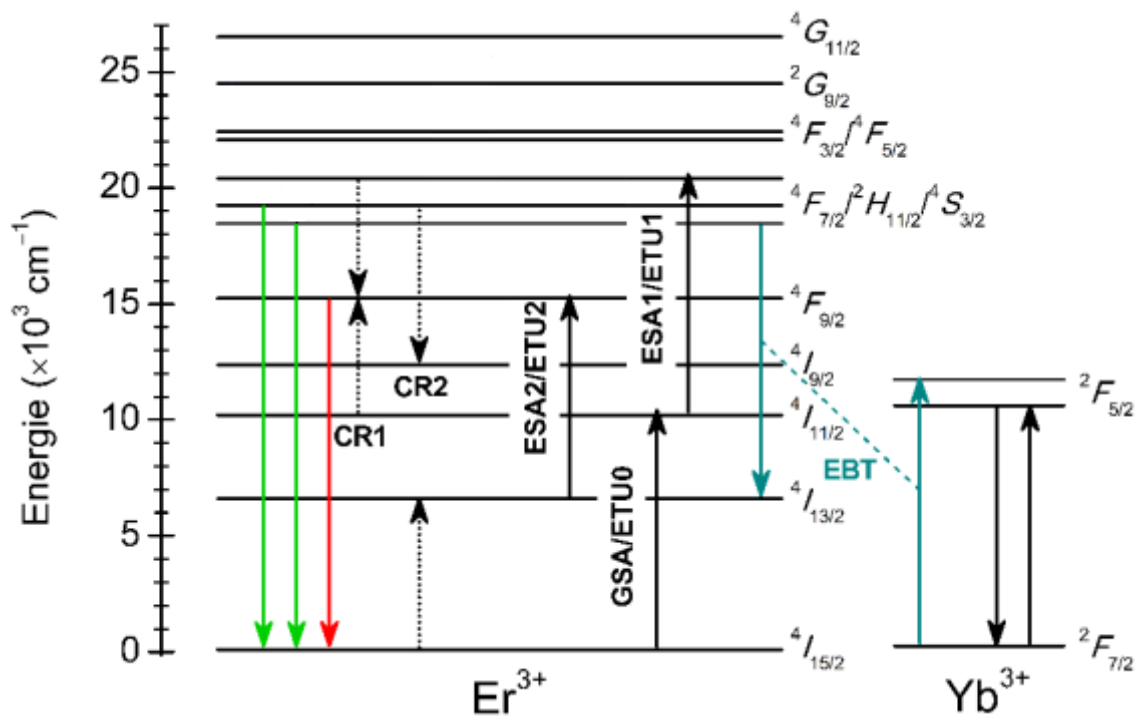 Energie (×10³ cm⁻¹)
25
20
15
10
5
0
⁴G₁₁/₂
²G₉/₂
⁴F₃/₂/⁴F₅/₂
⁴F₇/₂/²H₁₁/₂/⁴S₃/₂
⁴F₉/₂
⁴I₉/₂
⁴I₁₁/₂
⁴I₁₃/₂
⁴I₁₅/₂
CR1
CR2
ESA2/ETU2
GSA/ETU0
ESA1/ETU1
EBT
²F₅/₂
²F₇/₂
Er³⁺
Yb³⁺